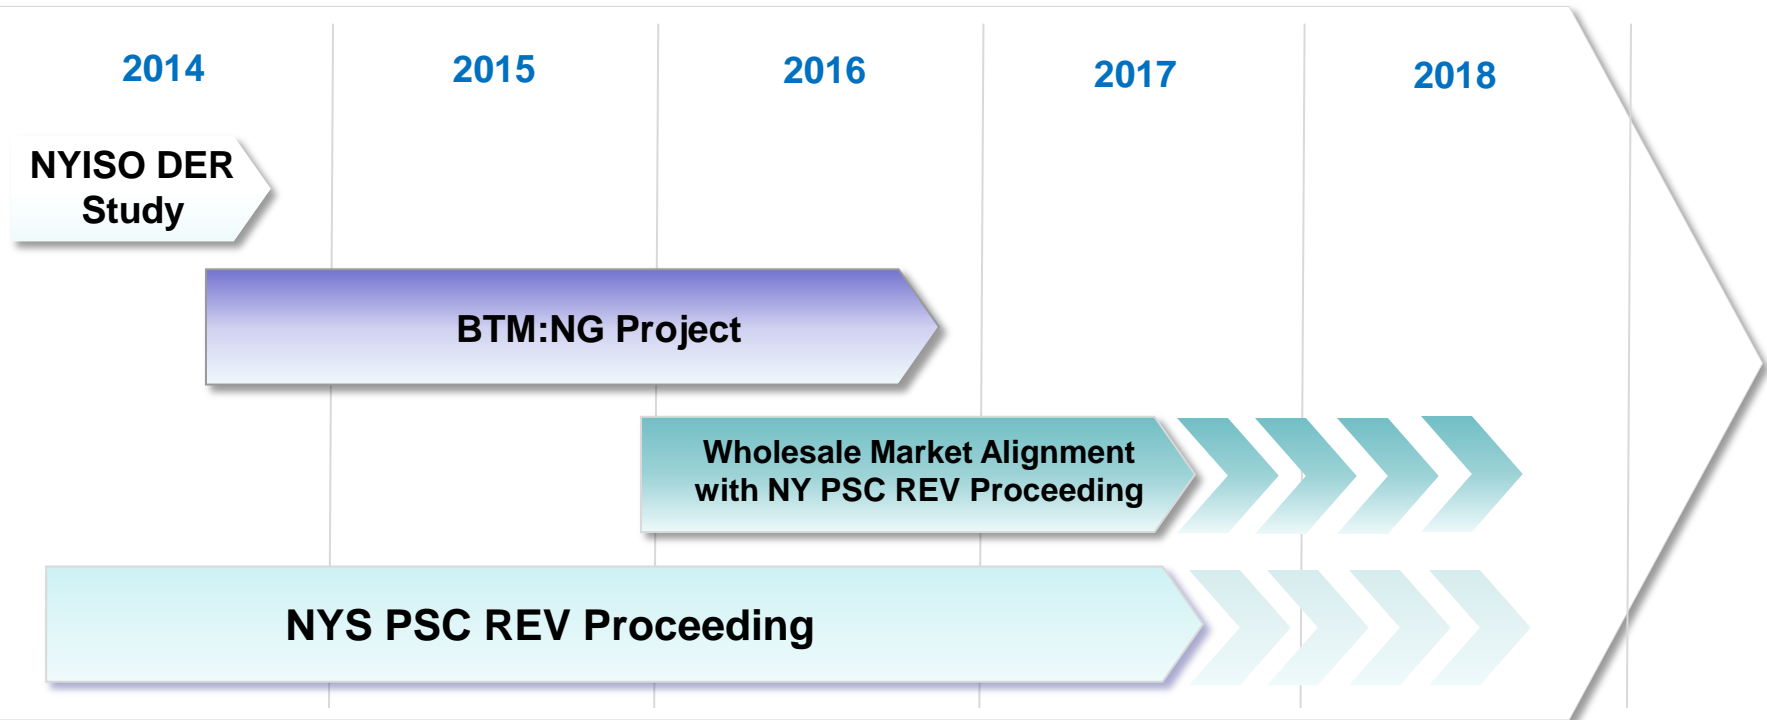 2014
2015
2016
2017
2018
NYISO DER
Study
BTM:NG Project
Wholesale Market Alignment
with NY PSC REV Proceeding
NYS PSC REV Proceeding